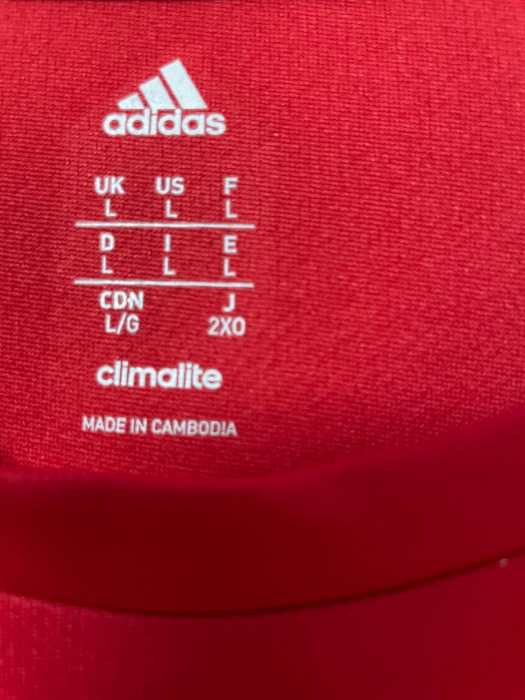 adidas
UK US F
L L L
D I E
L L L
CDN J
L/G 2XO
climalite
MADE IN CAMBODIA